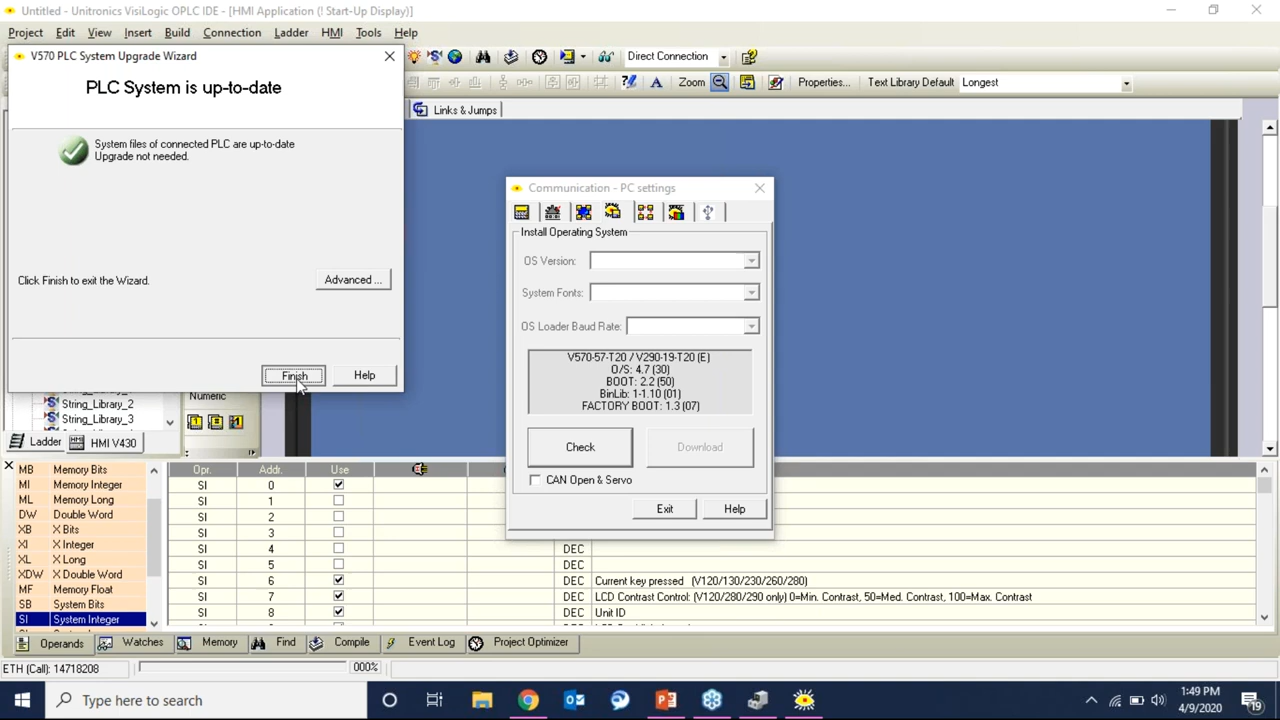 Untitled - Unitronics VisiLogic OPLC IDE - [HMI Application (! Start-Up Display)]
Project Edit View Insert Build Connection Ladder HMI Tools Help
Direct Connection
V570 PLC System Upgrade Wizard
PLC System is up-to-date
Zoom Properties... Text Library Default Longest
Links & Jumps
System files of connected PLC are up-to-date
Upgrade not needed.
Click Finish to exit the Wizard.
Advanced ...
Finish Help
Communication - PC settings
Install Operating System
OS Version:
System Fonts:
OS Loader Baud Rate:
V570-57-T20 / V290-19-T20 (E)
O/S: 4.7 (30)
BOOT: 2.2 (50)
BinLib: 1-1.10 (01)
FACTORY BOOT: 1.3 (07)
Check Download
CAN Open & Servo
Exit Help
String_Library_2
String_Library_3
Numeric
Ladder HMI V430
MB Memory Bits
MI Memory Integer
ML Memory Long
DW Double Word
XB X Bits
XI X Integer
XL X Long
XDW X Double Word
MF Memory Float
SB System Bits
SI System Integer
Opr. Addr. Use
SI 0
SI 1
SI 2
SI 3
SI 4 DEC
SI 5 DEC
SI 6 DEC Current key pressed (V120/130/230/260/280)
SI 7 DEC LCD Contrast Control: (V120/280/290 only) 0=Min. Contrast, 50=Med. Contrast, 100=Max. Contrast
SI 8 DEC Unit ID
Operands Watches Memory Find Compile Event Log Project Optimizer
ETH (Call): 14718208 000%
Type here to search
1:49 PM
4/9/2020
19